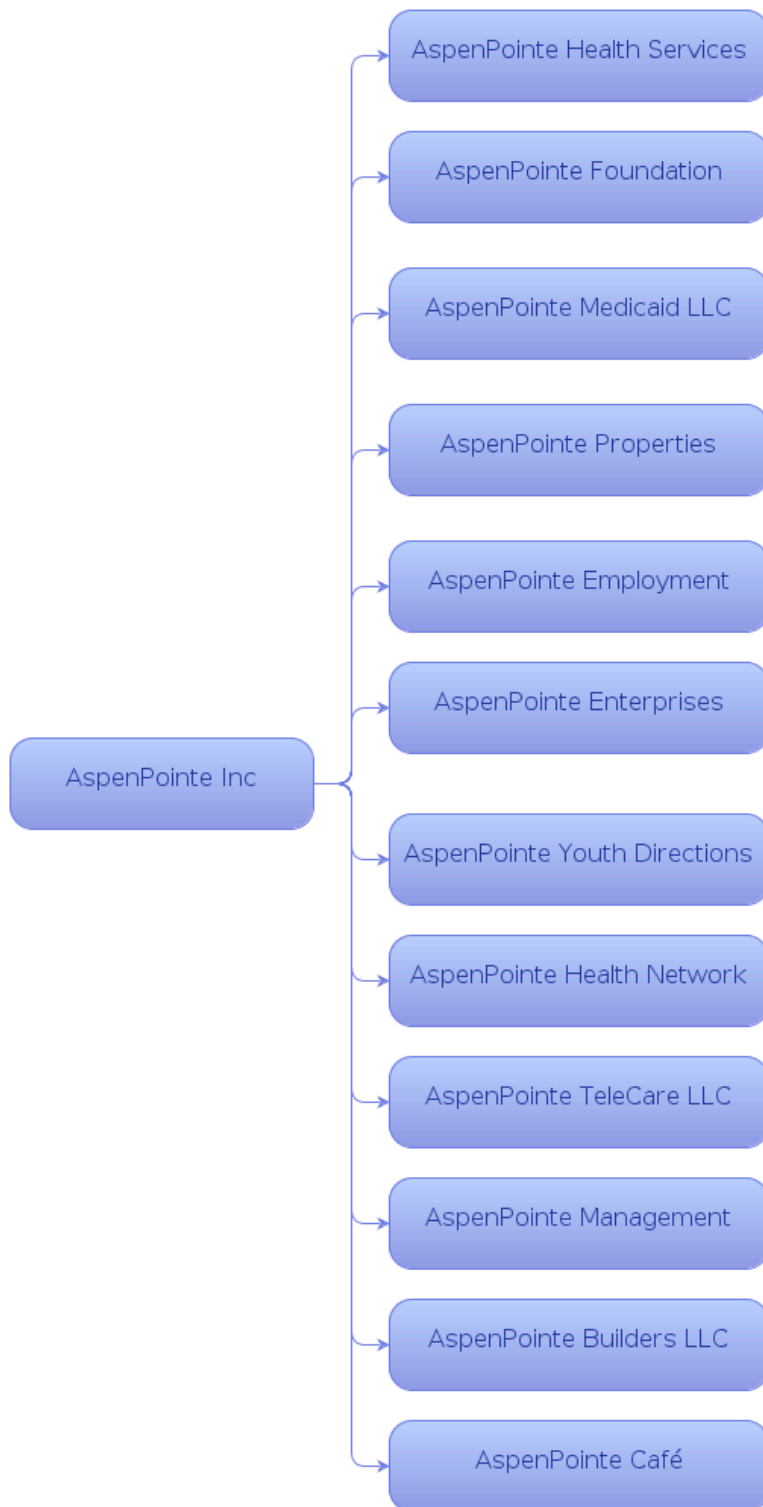 AspenPointe Health Services
AspenPointe Foundation
AspenPointe Medicaid LLC
AspenPointe Properties
AspenPointe Employment
AspenPointe Enterprises
AspenPointe Inc
AspenPointe Youth Directions
AspenPointe Health Network
AspenPointe TeleCare LLC
AspenPointe Management
AspenPointe Builders LLC
AspenPointe Café